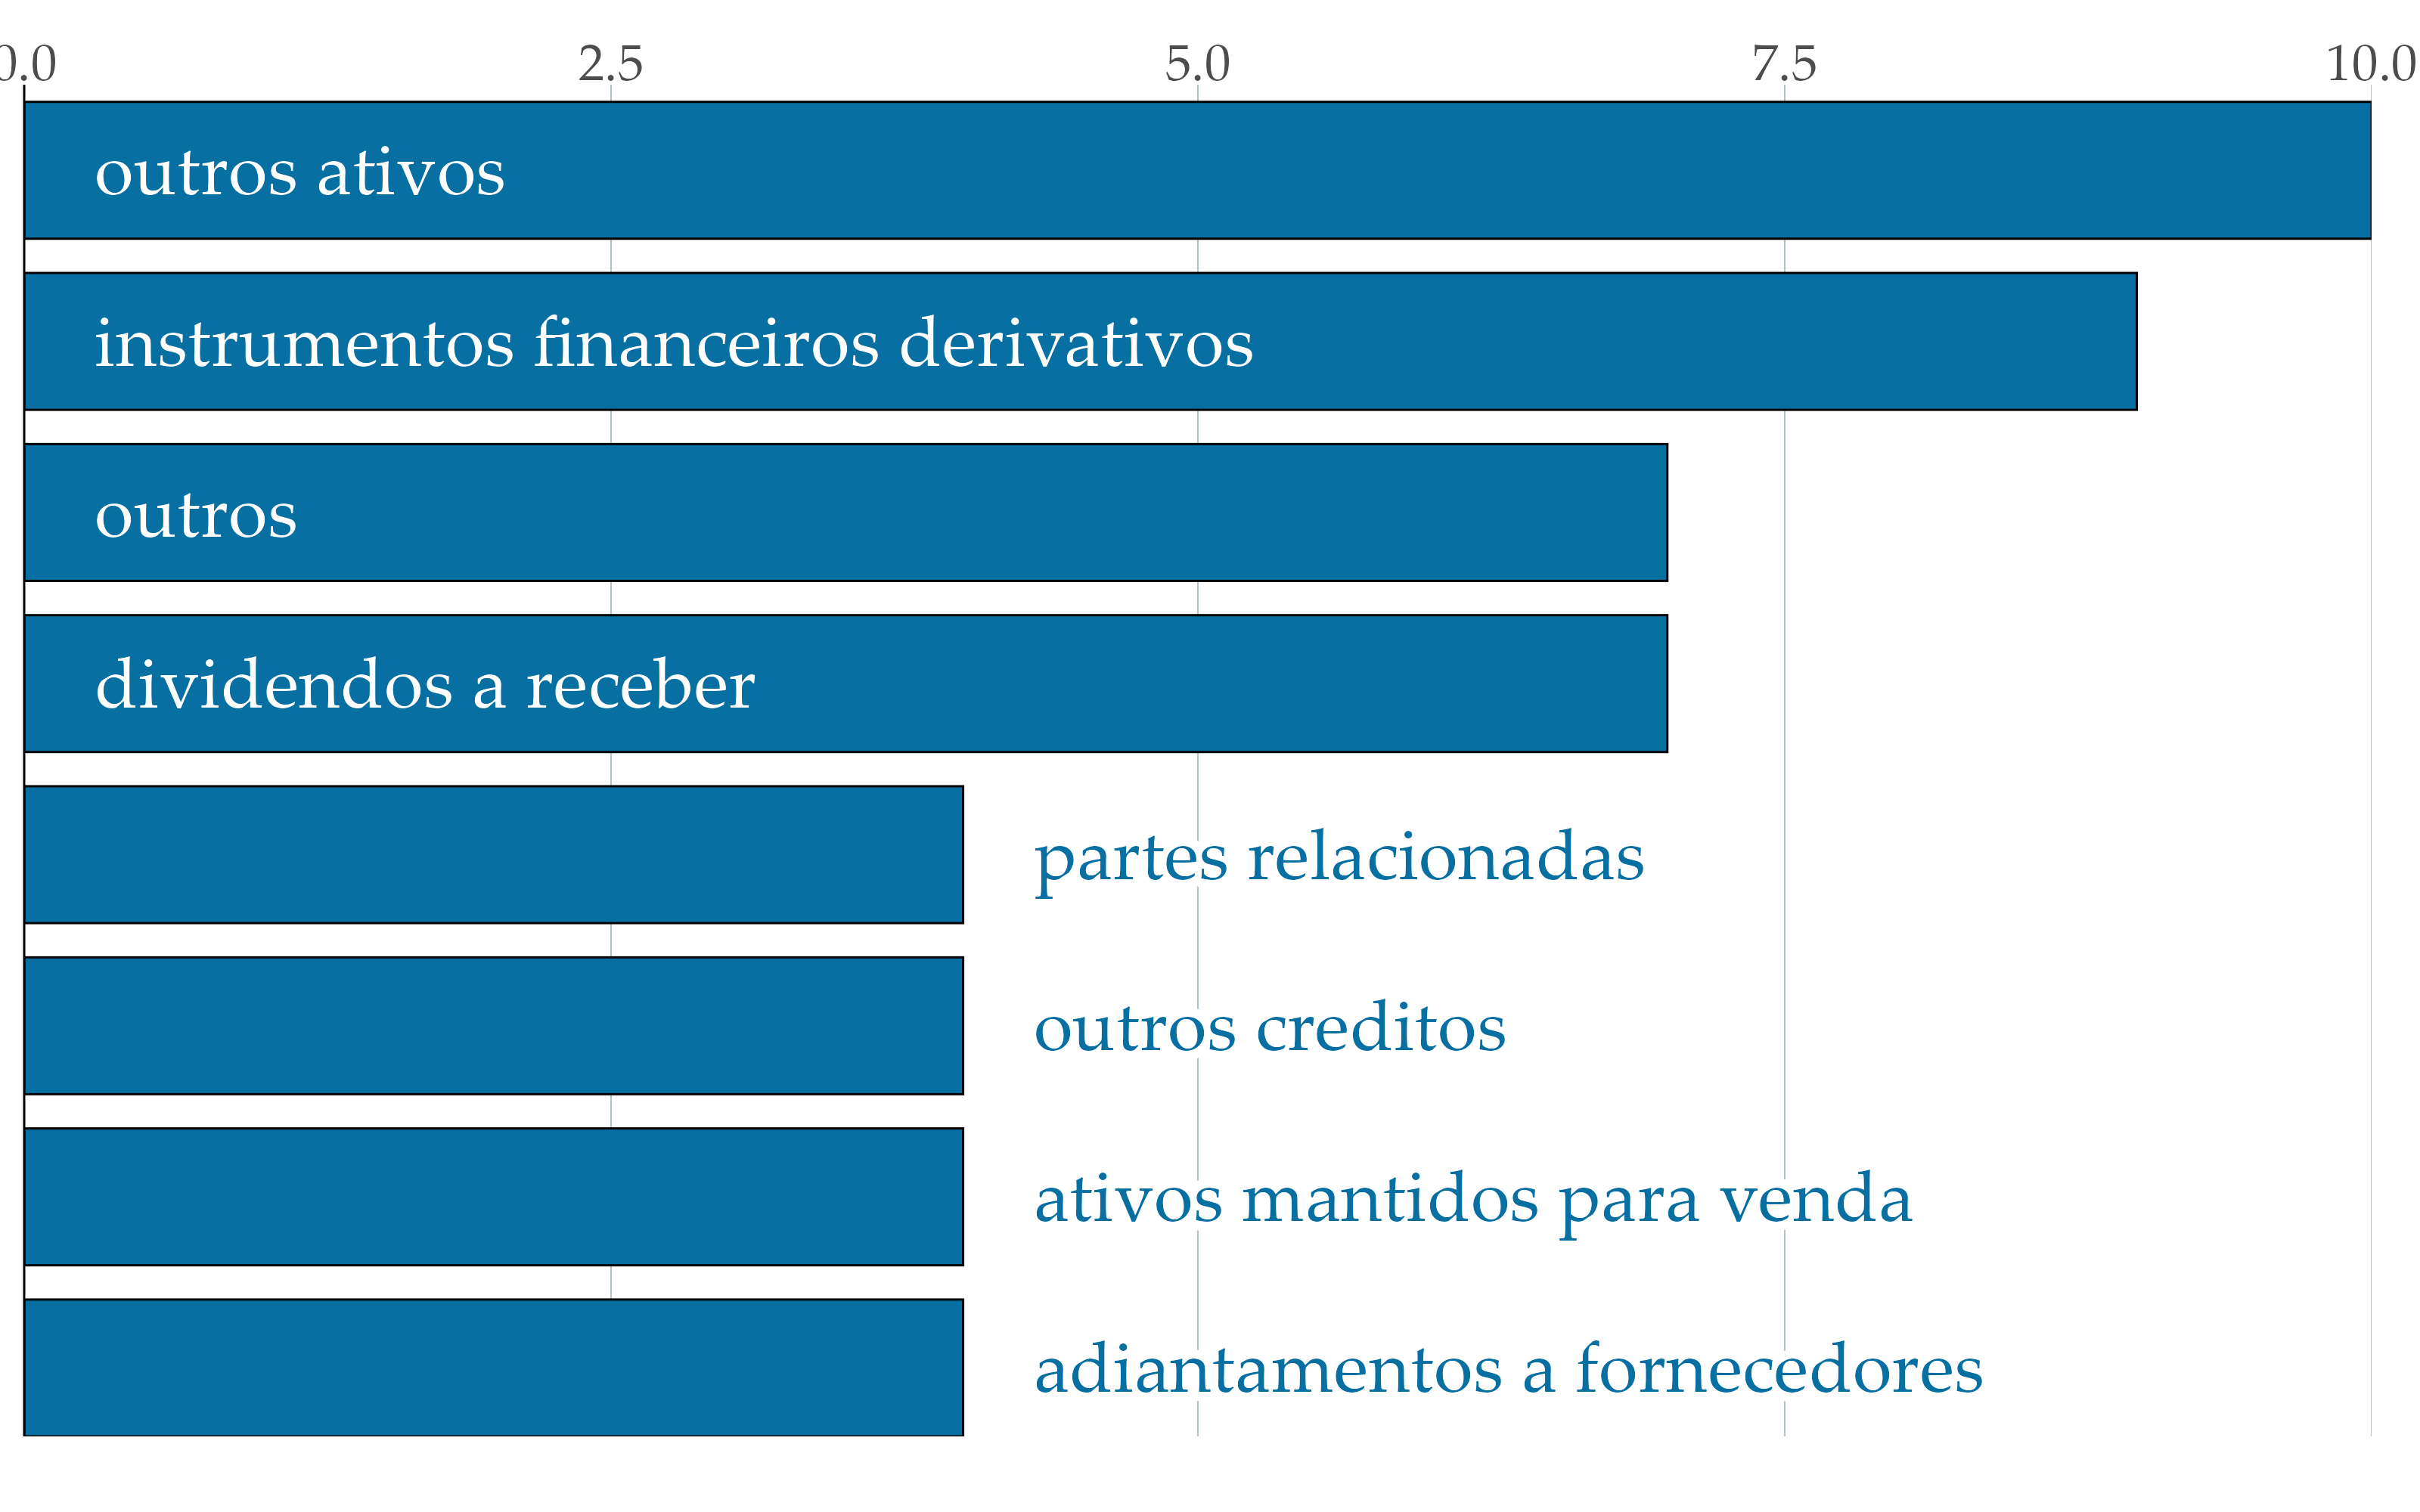 0.0 2.5 5.0 7.5 10.0
outros ativos
instrumentos financeiros derivativos
outros
dividendos a receber
partes relacionadas
outros creditos
ativos mantidos para venda
adiantamentos a fornecedores